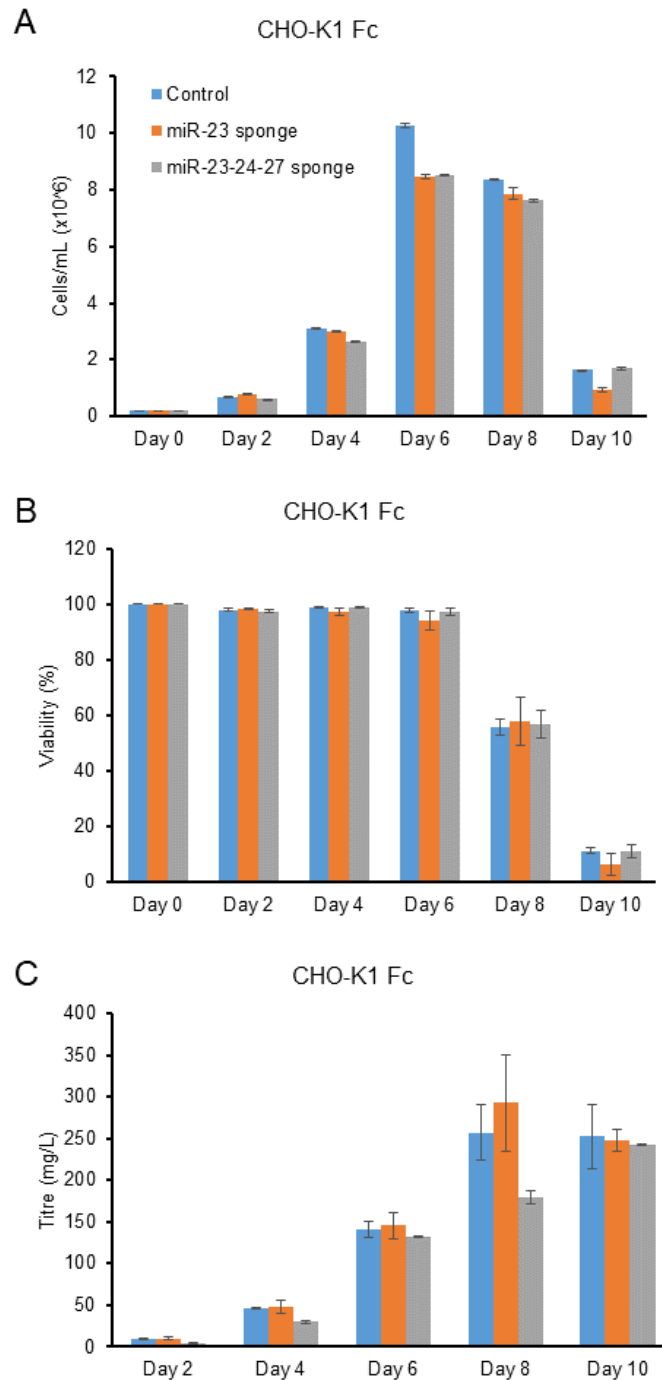 A
CHO-K1 Fc
12
10
8
6
4
2
0
Cells/mL (x10^6)
Control
miR-23 sponge
miR-23-24-27 sponge
Day 0 Day 2 Day 4 Day 6 Day 8 Day 10
B
CHO-K1 Fc
120
100
80
60
40
20
0
Viability (%)
Day 0 Day 2 Day 4 Day 6 Day 8 Day 10
C
CHO-K1 Fc
400
350
300
250
200
150
100
50
0
Titre (mg/L)
Day 2 Day 4 Day 6 Day 8 Day 10